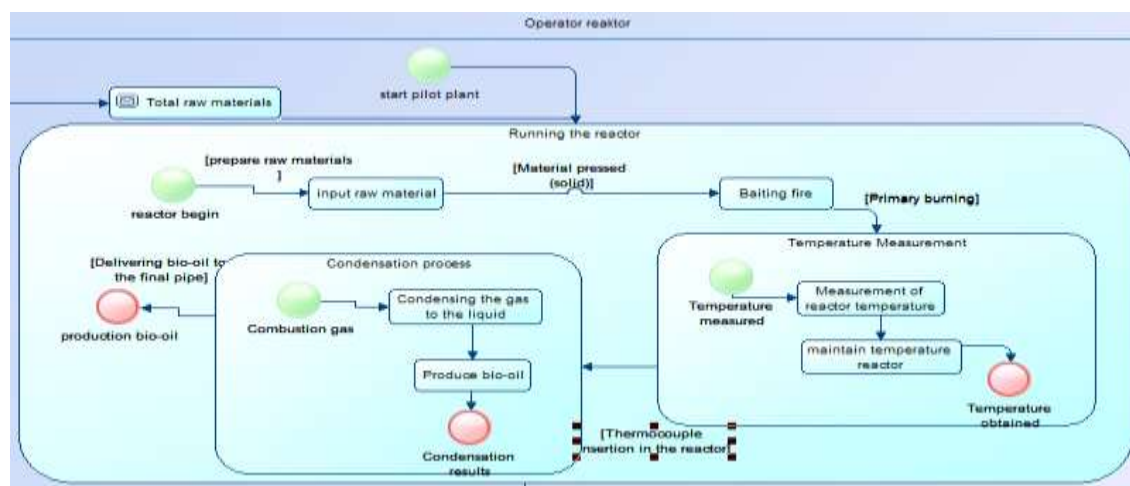 Operator reaktor
start pilot plant
Total raw materials
Running the reactor
[prepare raw materials
]
[Material pressed
(solid)]
input raw material
Baiting fire
[Primary burning]
reactor begin
Temperature Measurement
[Delivering bio-oil to
the final pipe]
Condensation process
Combustion gas
Condensing the gas
to the liquid
Temperature
measured
Measurement of
reactor temperature
production bio-oil
maintain temperature
reactor
Produce bio-oil
Temperature
obtained
[Thermocouple
insertion in the reactor]
Condensation
results